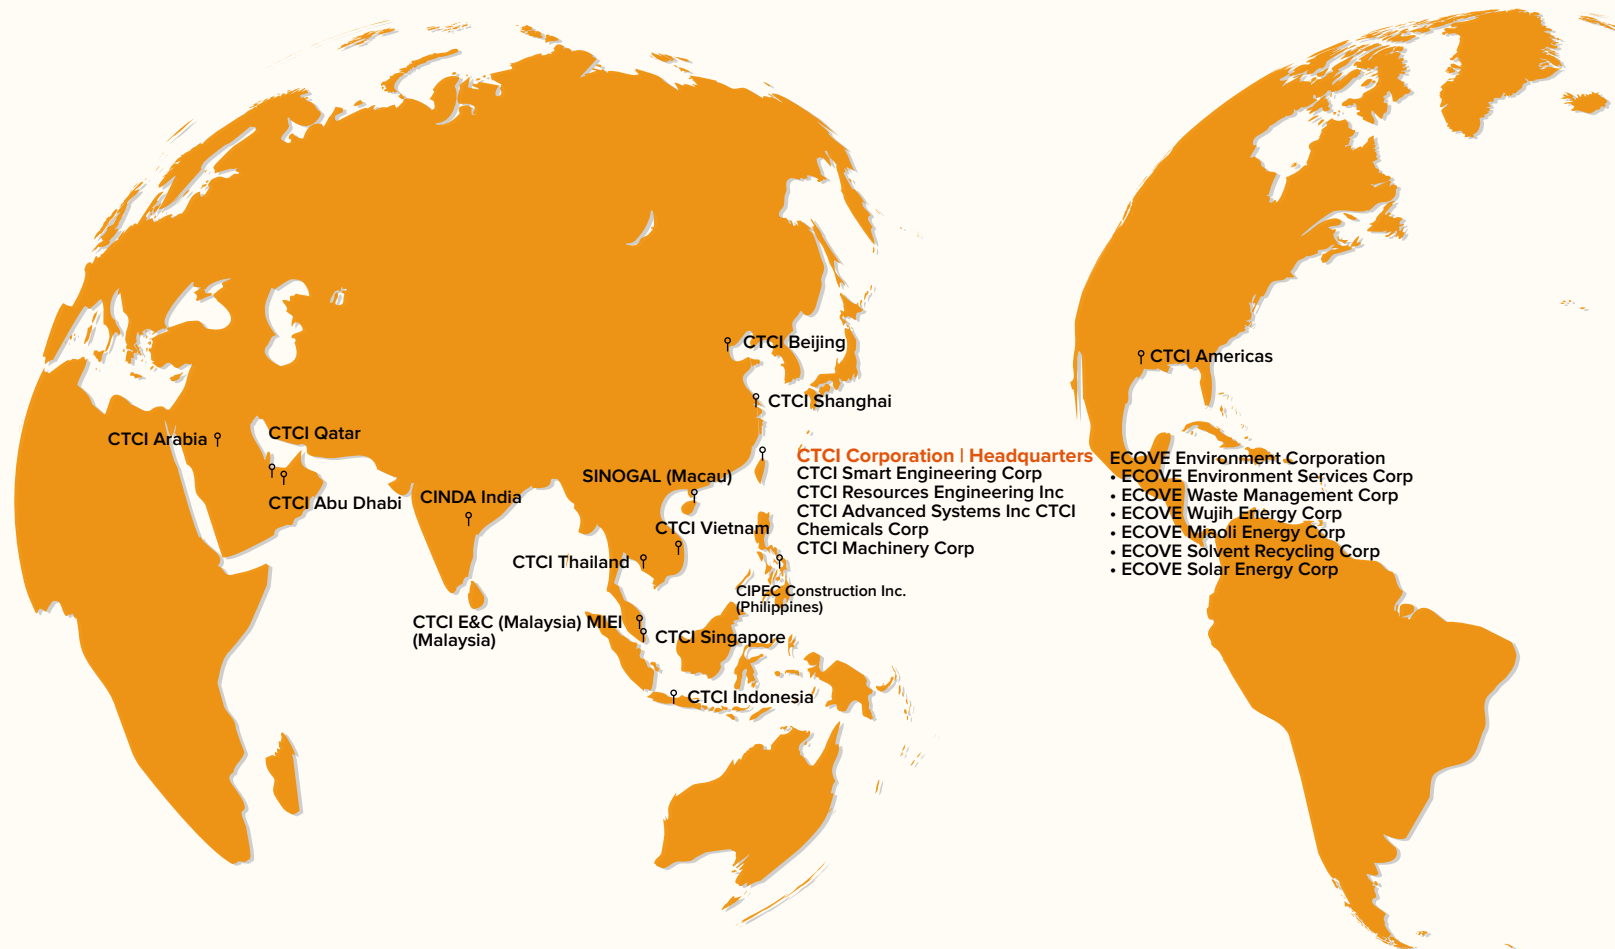 CTCI Beijing
CTCI Americas
CTCI Shanghai
CTCI Arabia
CTCI Qatar
CTCI Abu Dhabi
CINDA India
SINOGAL (Macau)
CTCI Vietnam
CTCI Thailand
CTCI Corporation | Headquarters
CTCI Smart Engineering Corp
CTCI Resources Engineering Inc
CTCI Advanced Systems Inc CTCI
Chemicals Corp
CTCI Machinery Corp
ECOVE Environment Corporation
• ECOVE Environment Services Corp
• ECOVE Waste Management Corp
• ECOVE Wujih Energy Corp
• ECOVE Miaoli Energy Corp
• ECOVE Solvent Recycling Corp
• ECOVE Solar Energy Corp
CIPEC Construction Inc.
(Philippines)
CTCI E&C (Malaysia) MIEI
(Malaysia)
CTCI Singapore
CTCI Indonesia